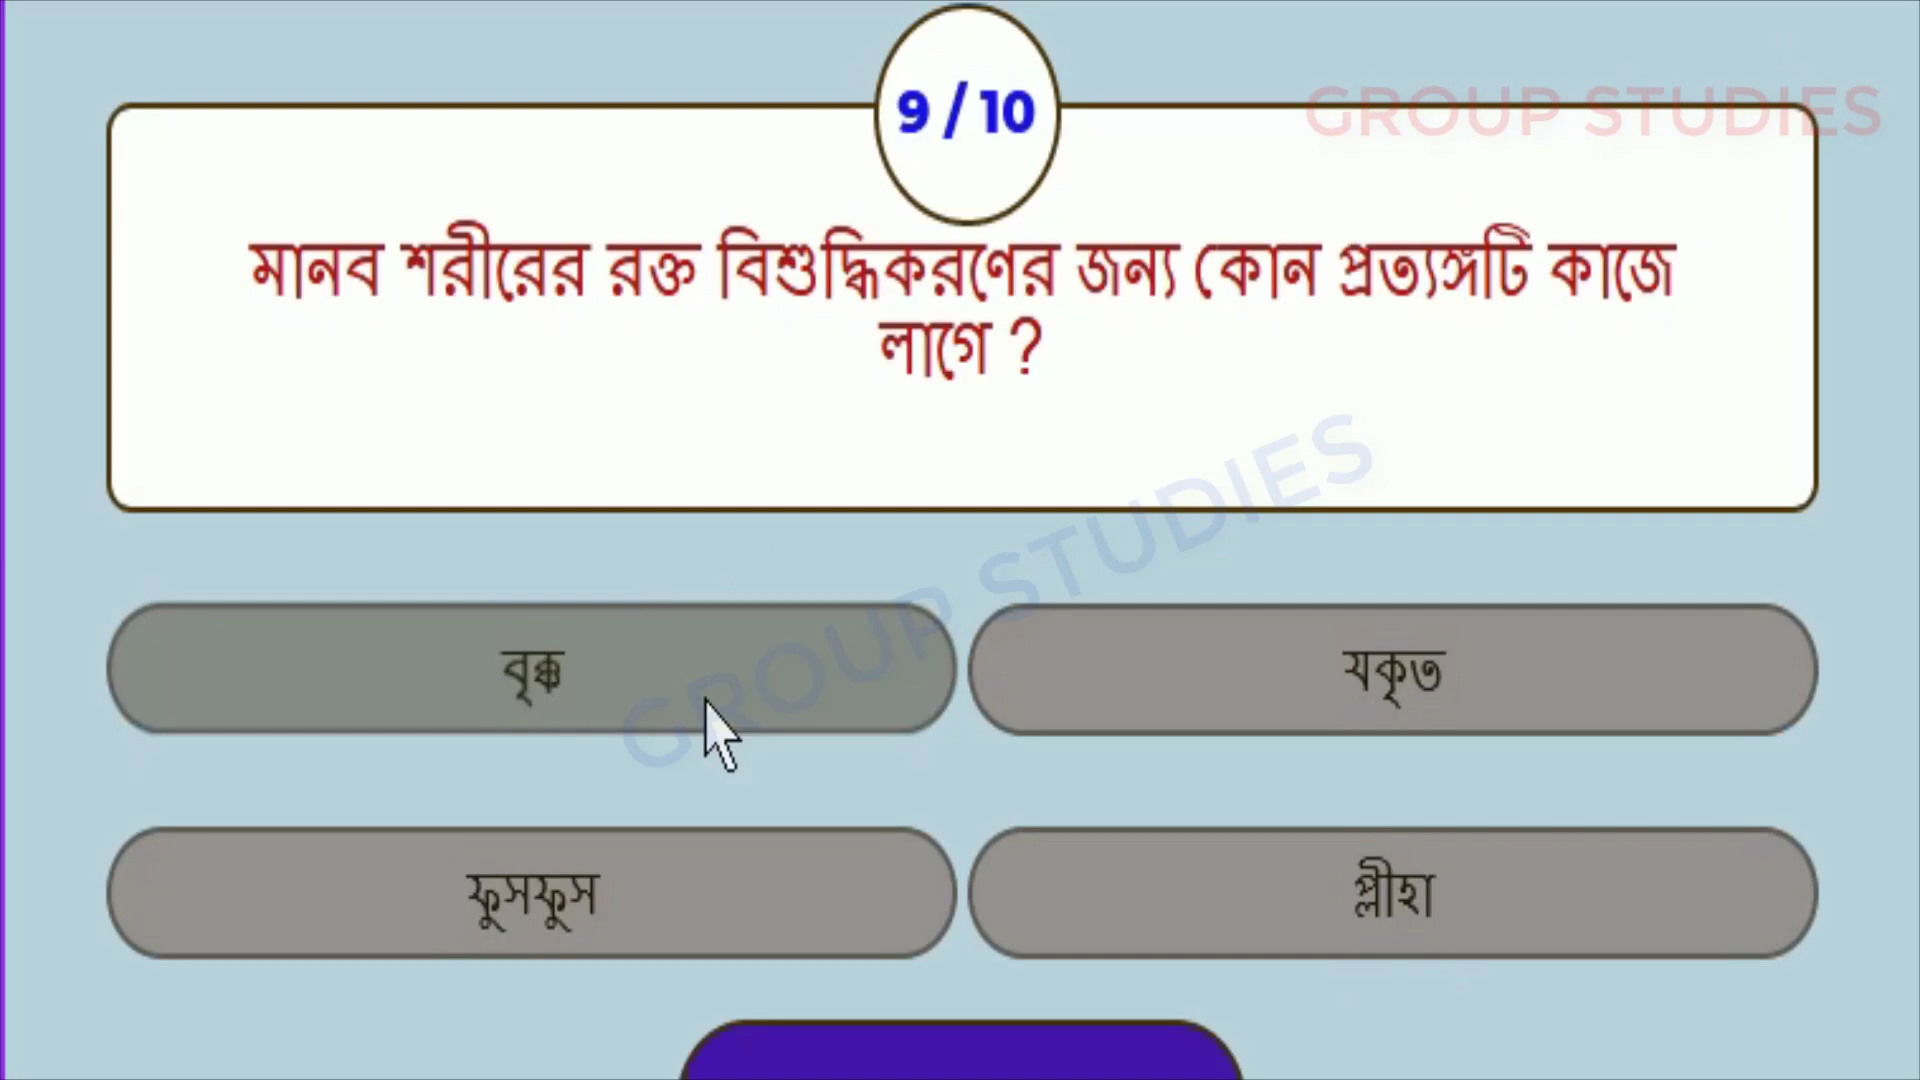 9 / 10
GROUP STUDIES
মানব শরীরের রক্ত বিশুদ্ধিকরণের জন্য কোন প্রত্যঙ্গটি কাজে
লাগে ?
GROUP STUDIES
বৃক্ক
যকৃত
ফুসফুস
প্লীহা